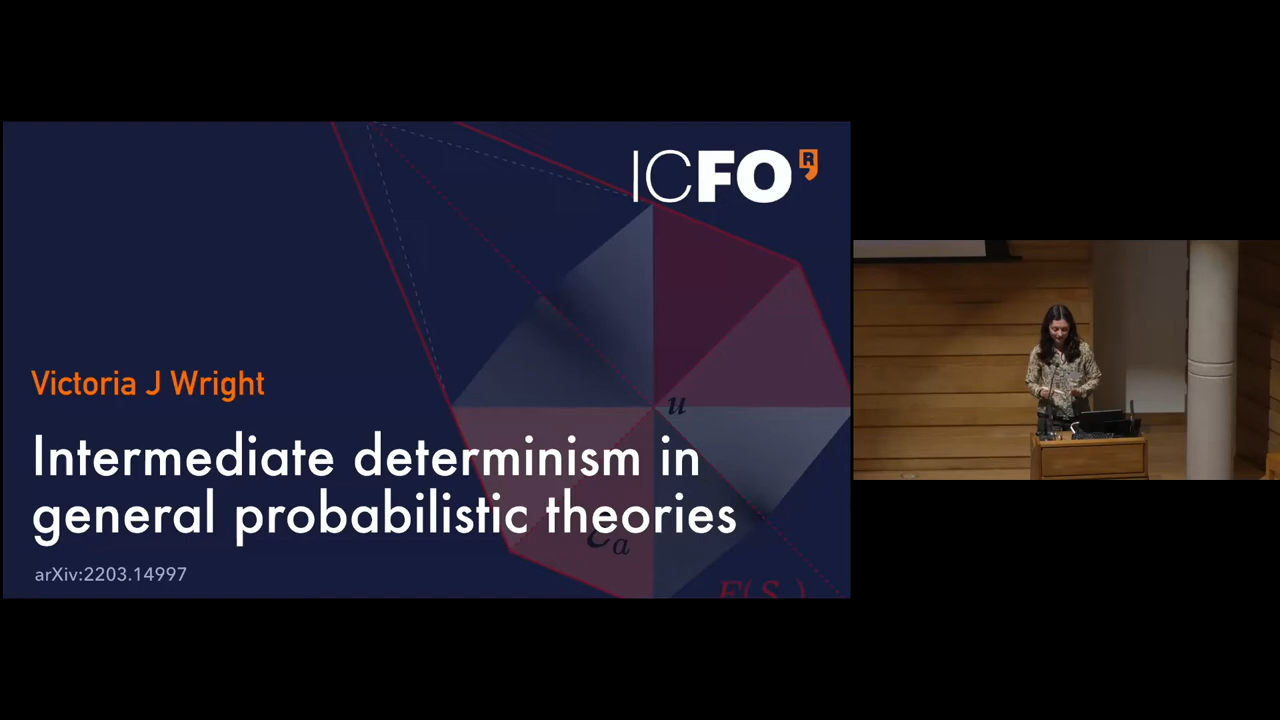 ICFO R
u
Victoria J Wright
Intermediate determinism in
general probabilistic theories
arXiv:2203.14997